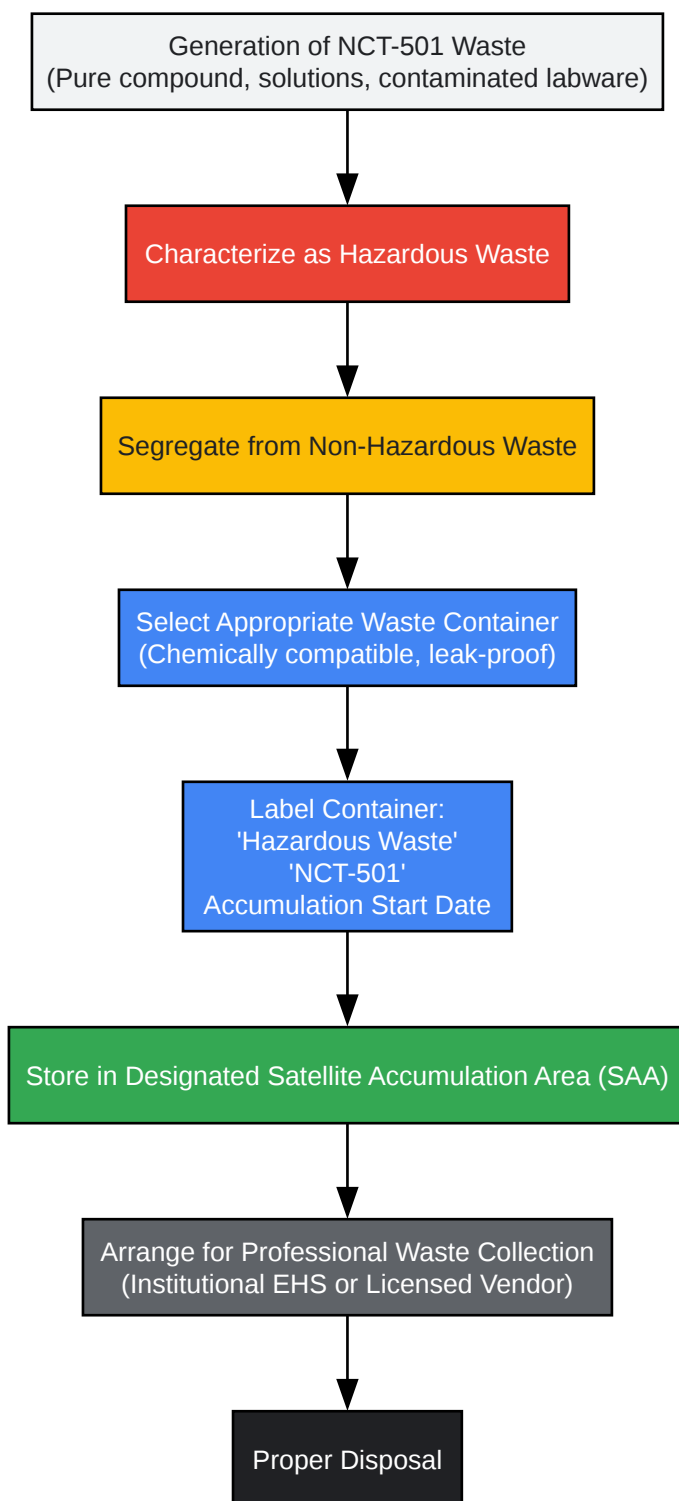 Generation of NCT-501 Waste
(Pure compound, solutions, contaminated labware)
Characterize as Hazardous Waste
Segregate from Non-Hazardous Waste
Select Appropriate Waste Container
(Chemically compatible, leak-proof)
Label Container:
'Hazardous Waste'
'NCT-501'
Accumulation Start Date
Store in Designated Satellite Accumulation Area (SAA)
Arrange for Professional Waste Collection
(Institutional EHS or Licensed Vendor)
Proper Disposal